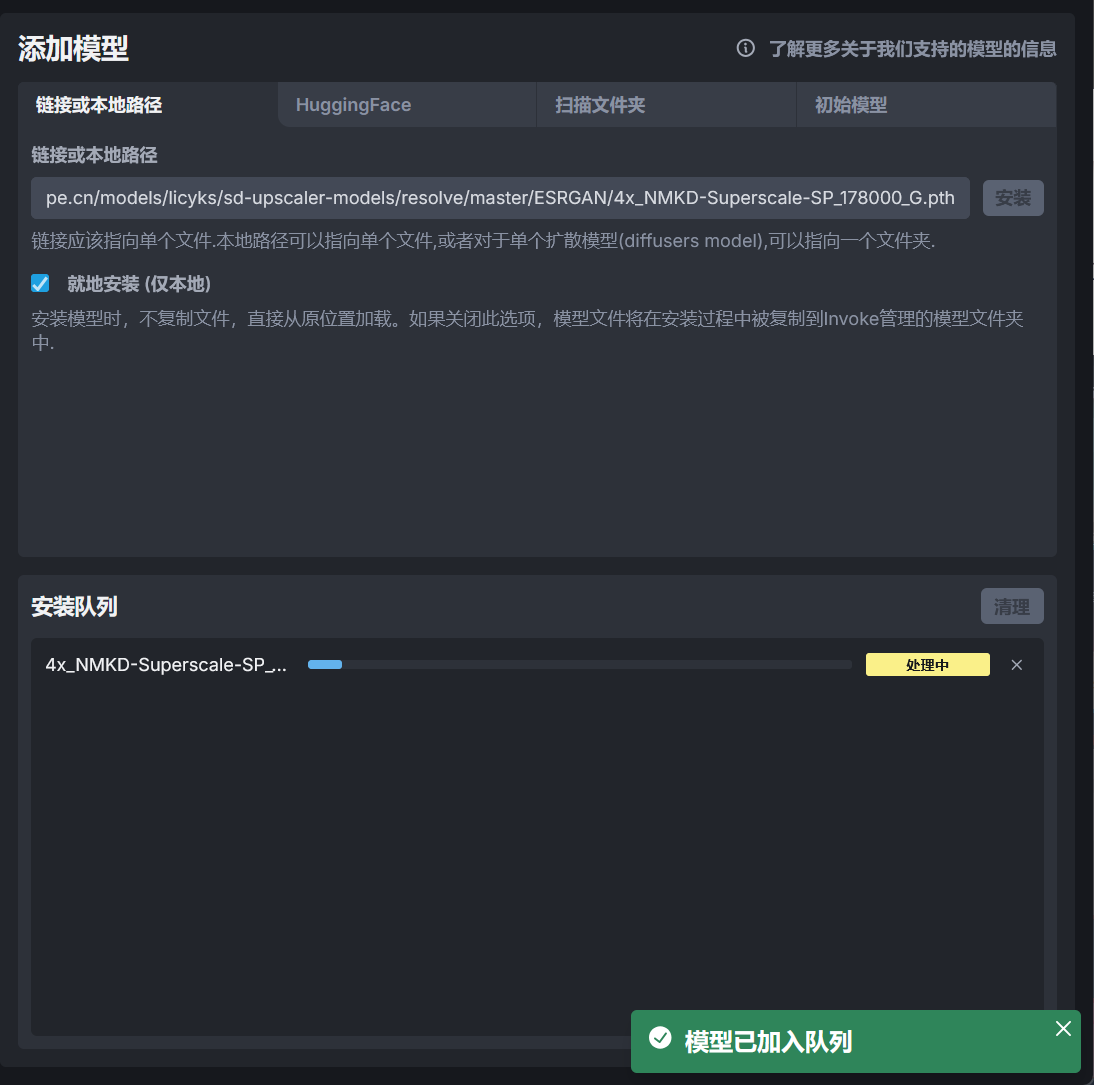 添加模型
了解更多关于我们支持的模型的信息
链接或本地路径
HuggingFace
扫描文件夹
初始模型
链接或本地路径
pe.cn/models/licyks/sd-upscaler-models/resolve/master/ESRGAN/4x_NMKD-Superscale-SP_178000_G.pth
安装
链接应该指向单个文件.本地路径可以指向单个文件,或者对于单个扩散模型(diffusers model),可以指向一个文件夹.
就地安装 (仅本地)
安装模型时，不复制文件，直接从原位置加载。如果关闭此选项，模型文件将在安装过程中被复制到Invoke管理的模型文件夹
中.
安装队列
清理
4x_NMKD-Superscale-SP_...
处理中
模型已加入队列